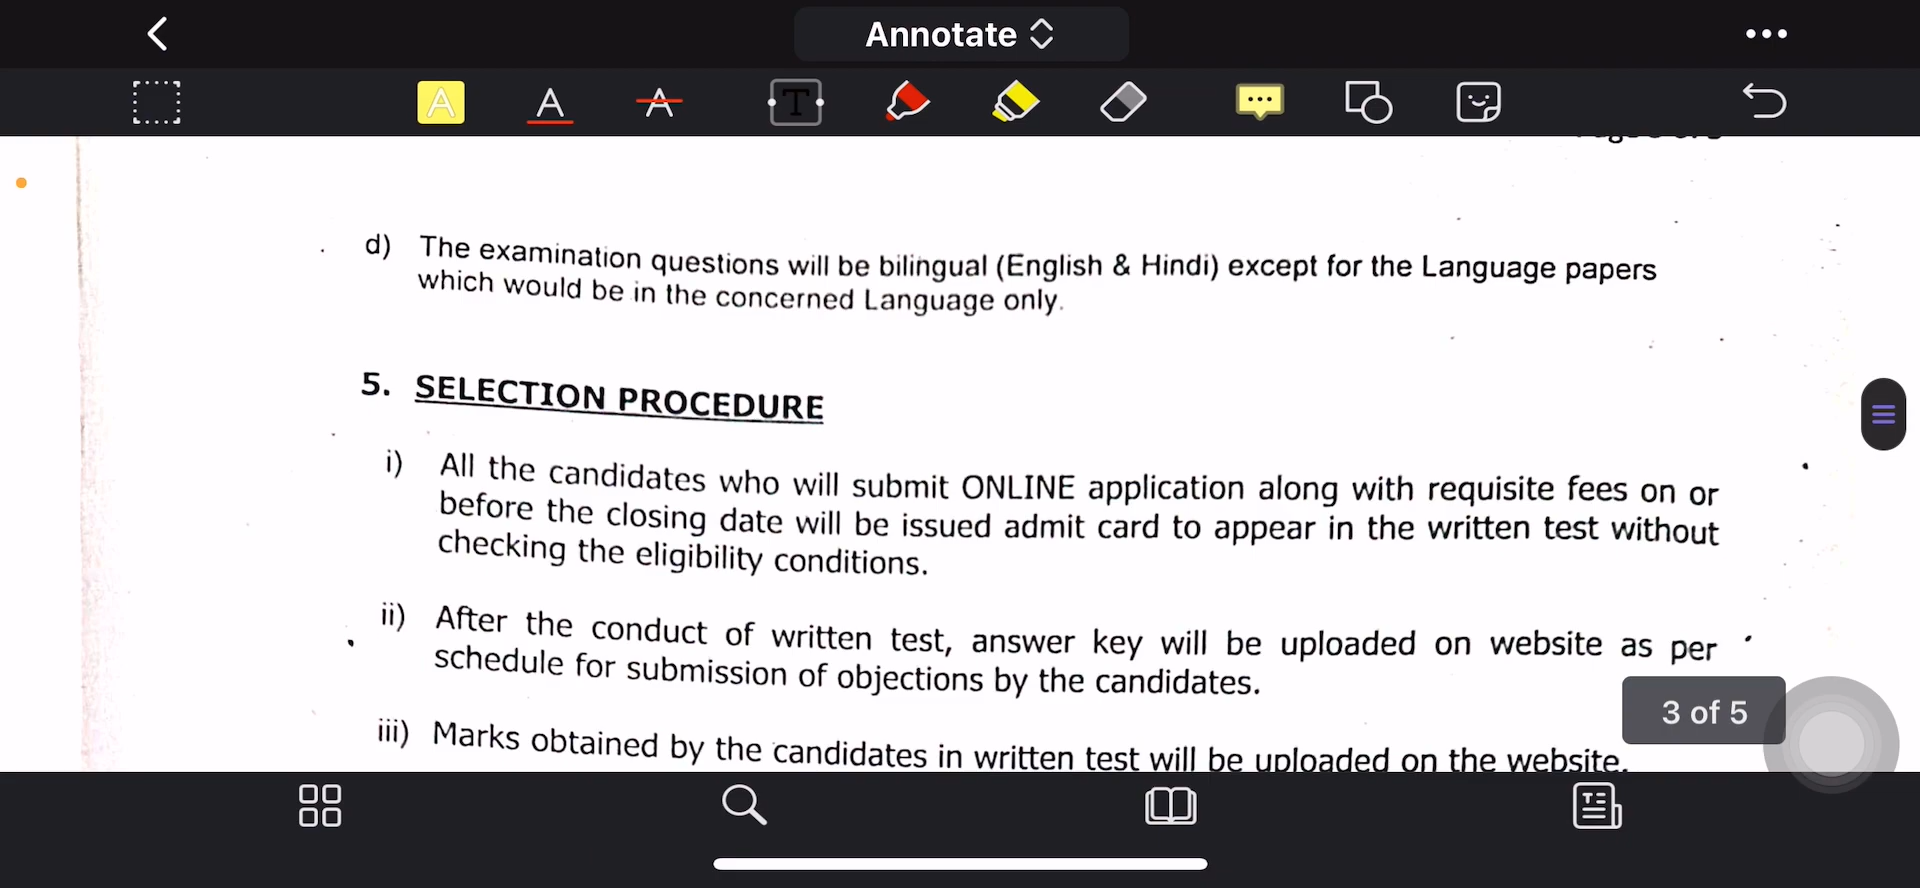 Annotate
d) The examination questions will be bilingual (English & Hindi) except for the Language papers
which would be in the concerned Language only.
5. SELECTION PROCEDURE
i) All the candidates who will submit ONLINE application along with requisite fees on or
before the closing date will be issued admit card to appear in the written test without
checking the eligibility conditions.
ii) After the conduct of written test, answer key will be uploaded on website as per
schedule for submission of objections by the candidates.
3 of 5
iii) Marks obtained by the candidates in written test will be uploaded on the website.